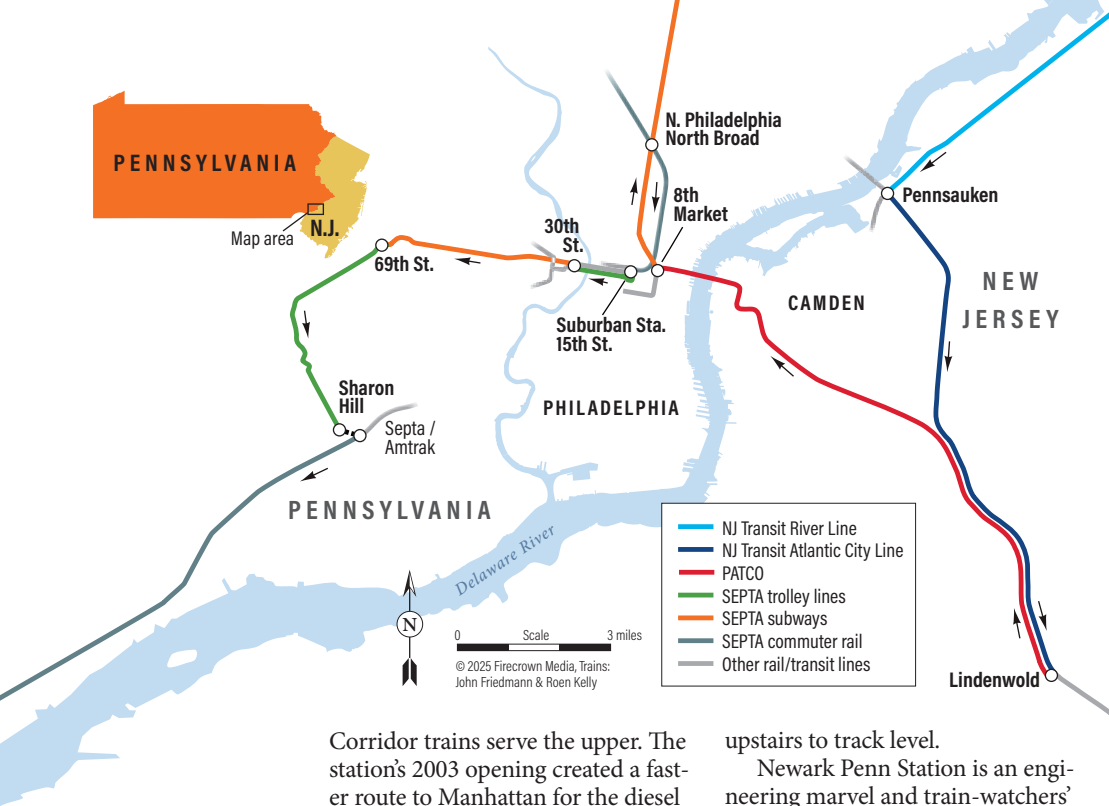 N. Philadelphia
North Broad
PENNSYLVANIA
8th
Market
Pennsauken
N.J.
Map area
30th
St.
69th St.
NEW
JERSEY
CAMDEN
Suburban Sta.
15th St.
Sharon
Hill
PHILADELPHIA
Septa /
Amtrak
PENNSYLVANIA
Delaware River
NJ Transit River Line
NJ Transit Atlantic City Line
PATCO
SEPTA trolley lines
SEPTA subways
SEPTA commuter rail
Other rail/transit lines
N
0 Scale 3 miles
© 2025 Firecrown Media, Trains:
John Friedmann & Roen Kelly
Lindenwold
Corridor trains serve the upper. The
station's 2003 opening created a fast-
er route to Manhattan for the diesel
upstairs to track level.
Newark Penn Station is an engi-
neering marvel and train-watchers'